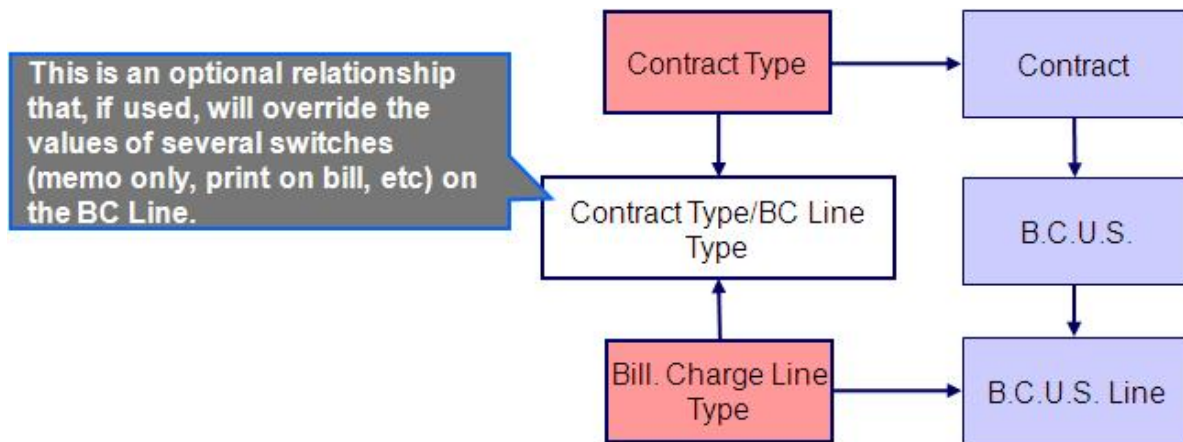 This is an optional relationship
that, if used, will override the
values of several switches
(memo only, print on bill, etc) on
the BC Line.
Contract Type
Contract
Contract Type/BC Line
Type
B.C.U.S.
Bill. Charge Line
Type
B.C.U.S. Line